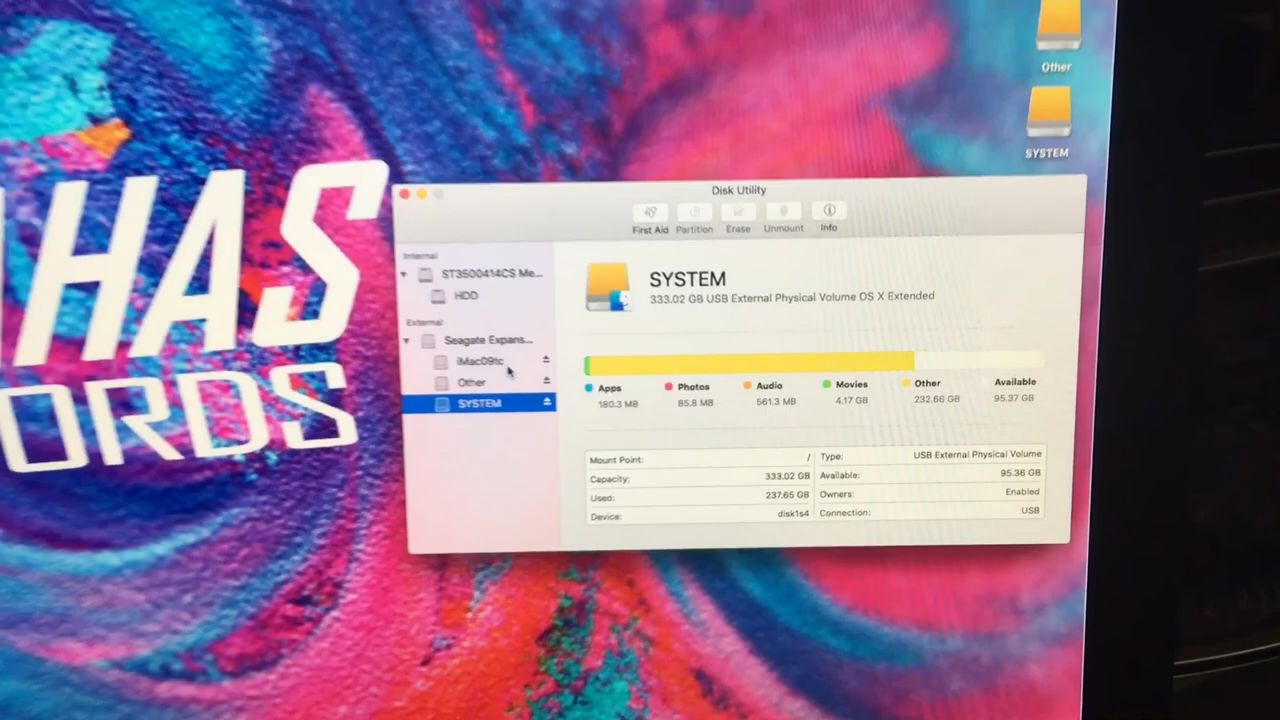 Other
SYSTEM
HAS
ORDS
Disk Utility
First Aid
Partition
Erase
Unmount
Info
Internal
ST3500414CS Me...
HDD
External
Seagate Expans...
iMac09tc
Other
SYSTEM
SYSTEM
333.02 GB USB External Physical Volume OS X Extended
Apps
180.3 MB
Photos
85.8 MB
Audio
561.3 MB
Movies
4.17 GB
Other
232.66 GB
Available
95.37 GB
Mount Point: /
Capacity: 333.02 GB
Used: 237.65 GB
Device: disk1s4
Type: USB External Physical Volume
Available: 95.36 GB
Owners: Enabled
Connection: USB